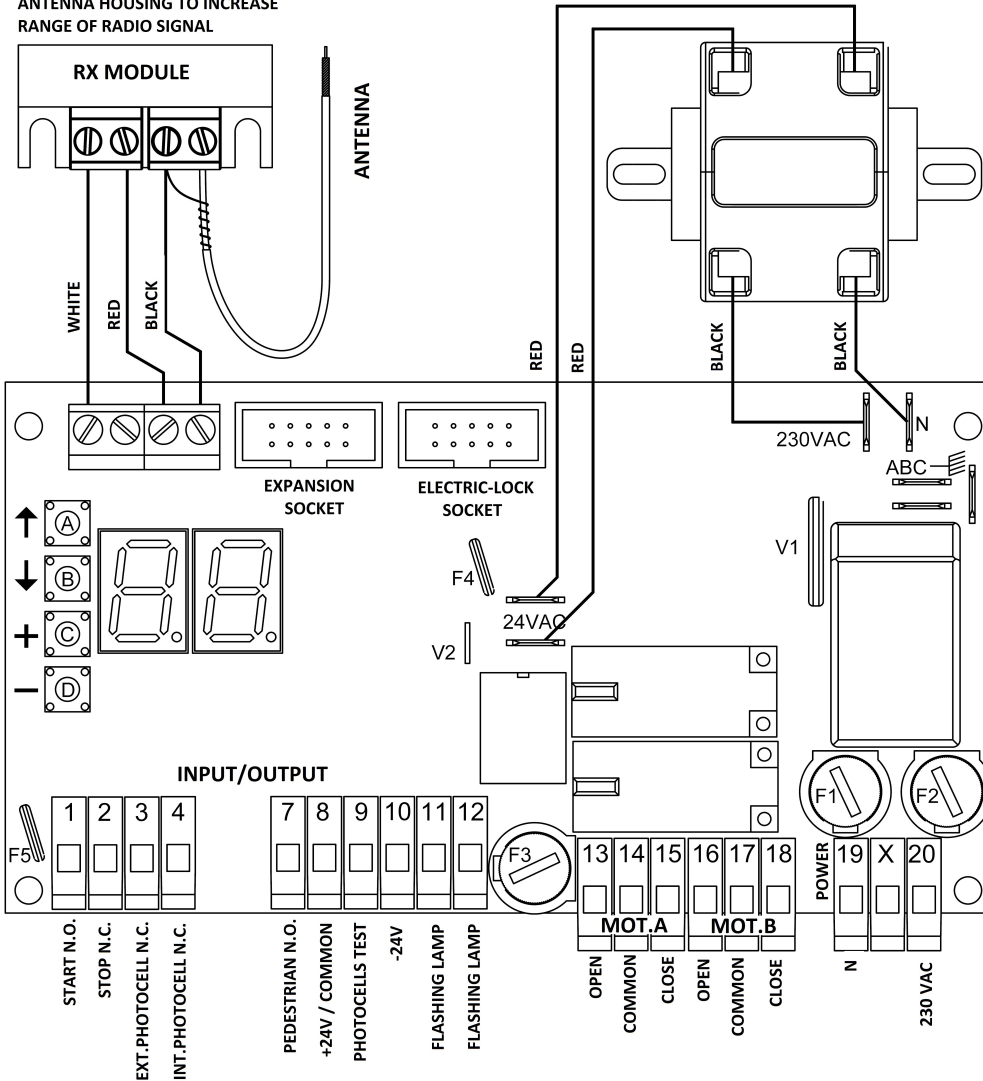 ANTENNA HOUSING TO INCREASE
RANGE OF RADIO SIGNAL
RX MODULE
ANTENNA
WHITE
RED
BLACK
RED
RED
BLACK
BLACK
230VAC
N
ABC
EXPANSION
SOCKET
ELECTRIC-LOCK
SOCKET
A
B
C
D
+
−
F4
24VAC
V2
V1
INPUT/OUTPUT
F5
1
2
3
4
7
8
9
10
11
12
F3
13
14
15
16
17
18
F1
F2
POWER
19
X
20
MOT.A
MOT.B
START N.O.
STOP N.C.
EXT.PHOTOCELL N.C.
INT.PHOTOCELL N.C.
PEDESTRIAN N.O.
+24V / COMMON
PHOTOCELLS TEST
-24V
FLASHING LAMP
FLASHING LAMP
OPEN
COMMON
CLOSE
OPEN
COMMON
CLOSE
N
230 VAC